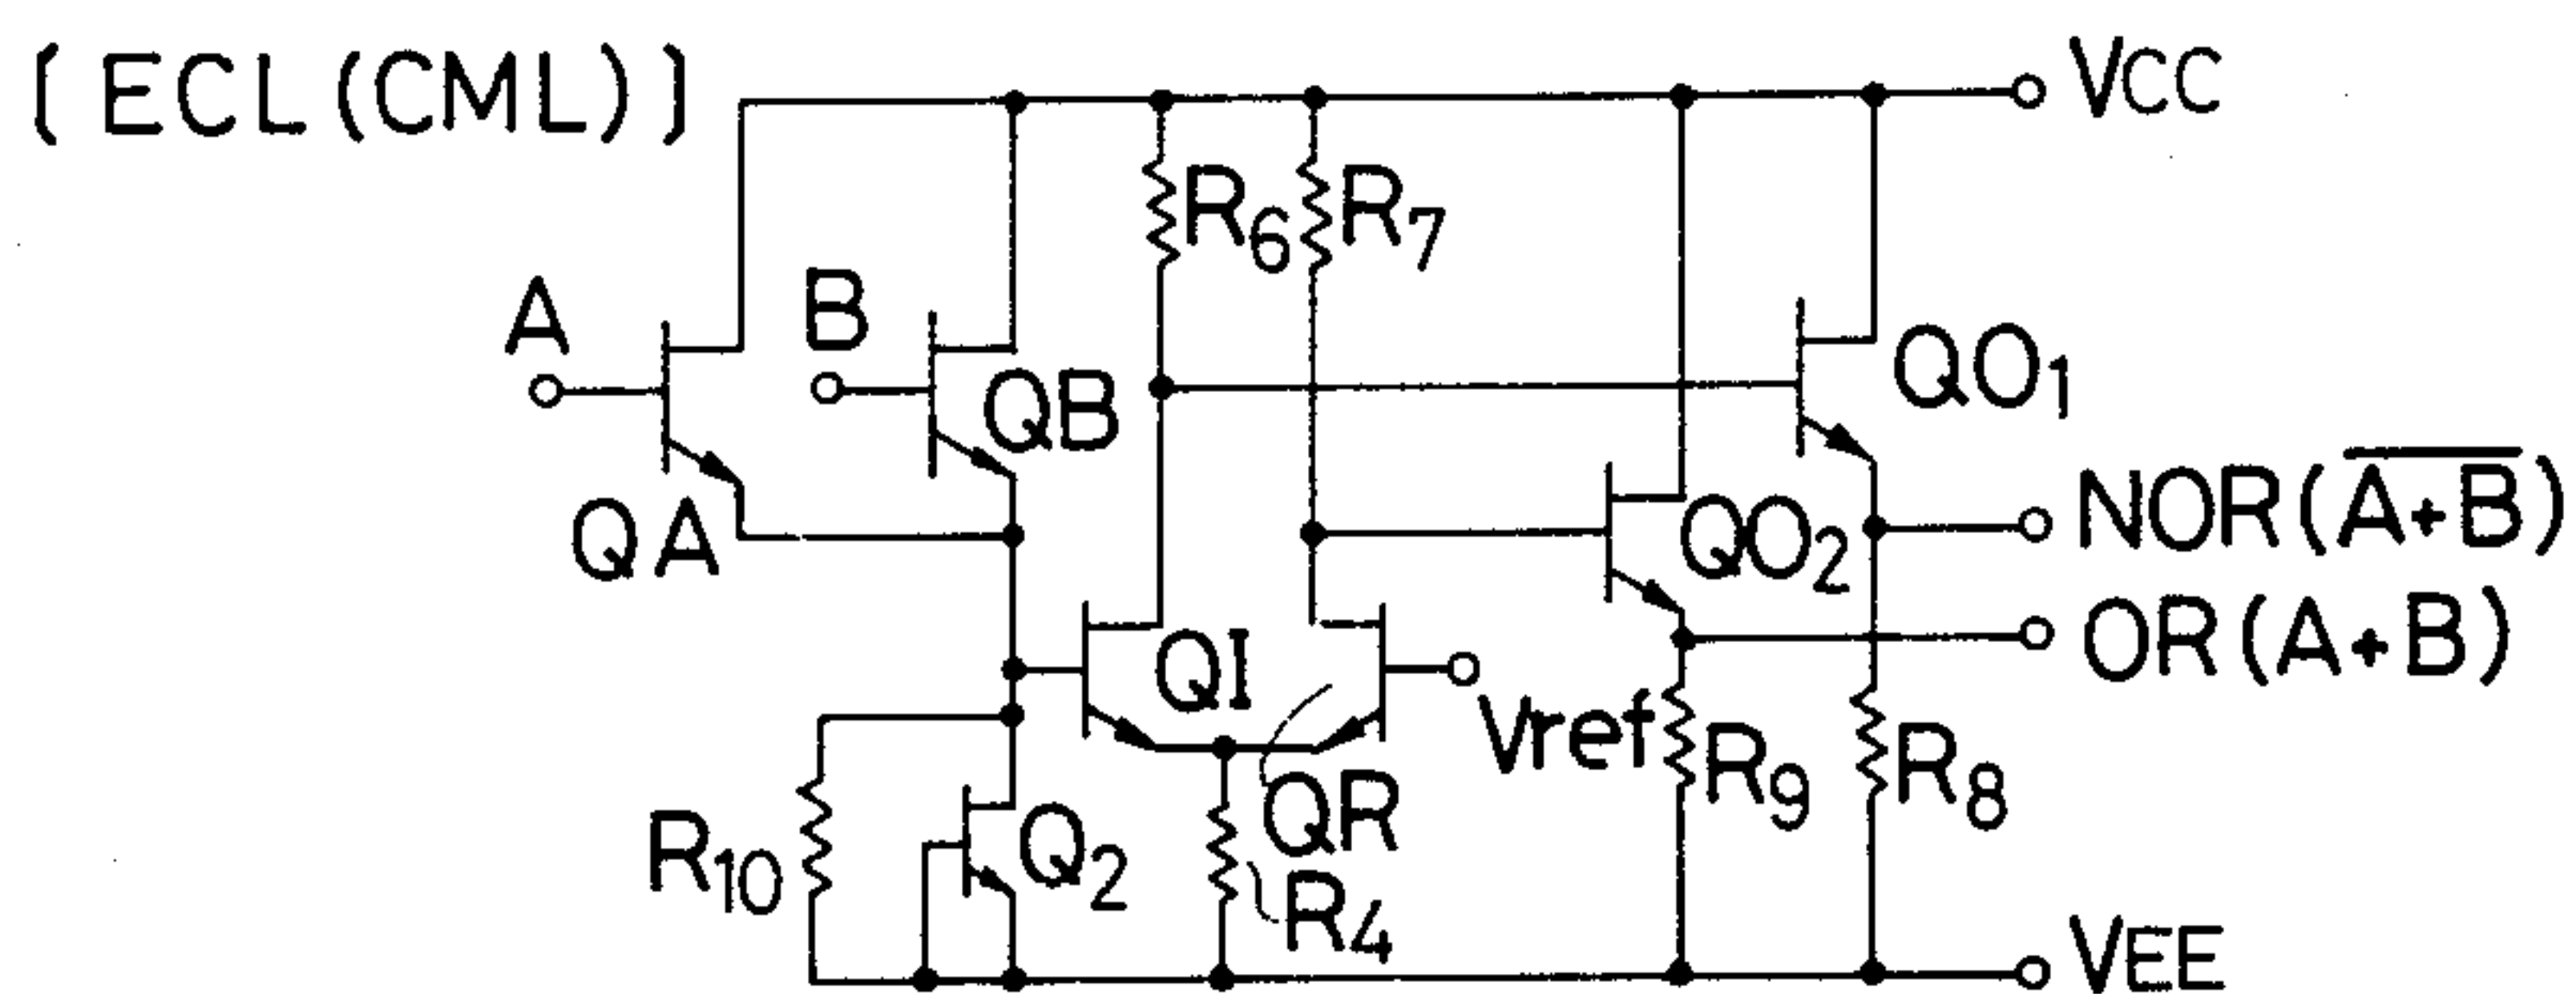 [ ECL(CML) ]
VCC
R6
R7
A
B
QB
QO1
QA
QO2
NOR(A+B)
OR(A+B)
QI
Vref
R9
R8
QR
R10
Q2
R4
VEE